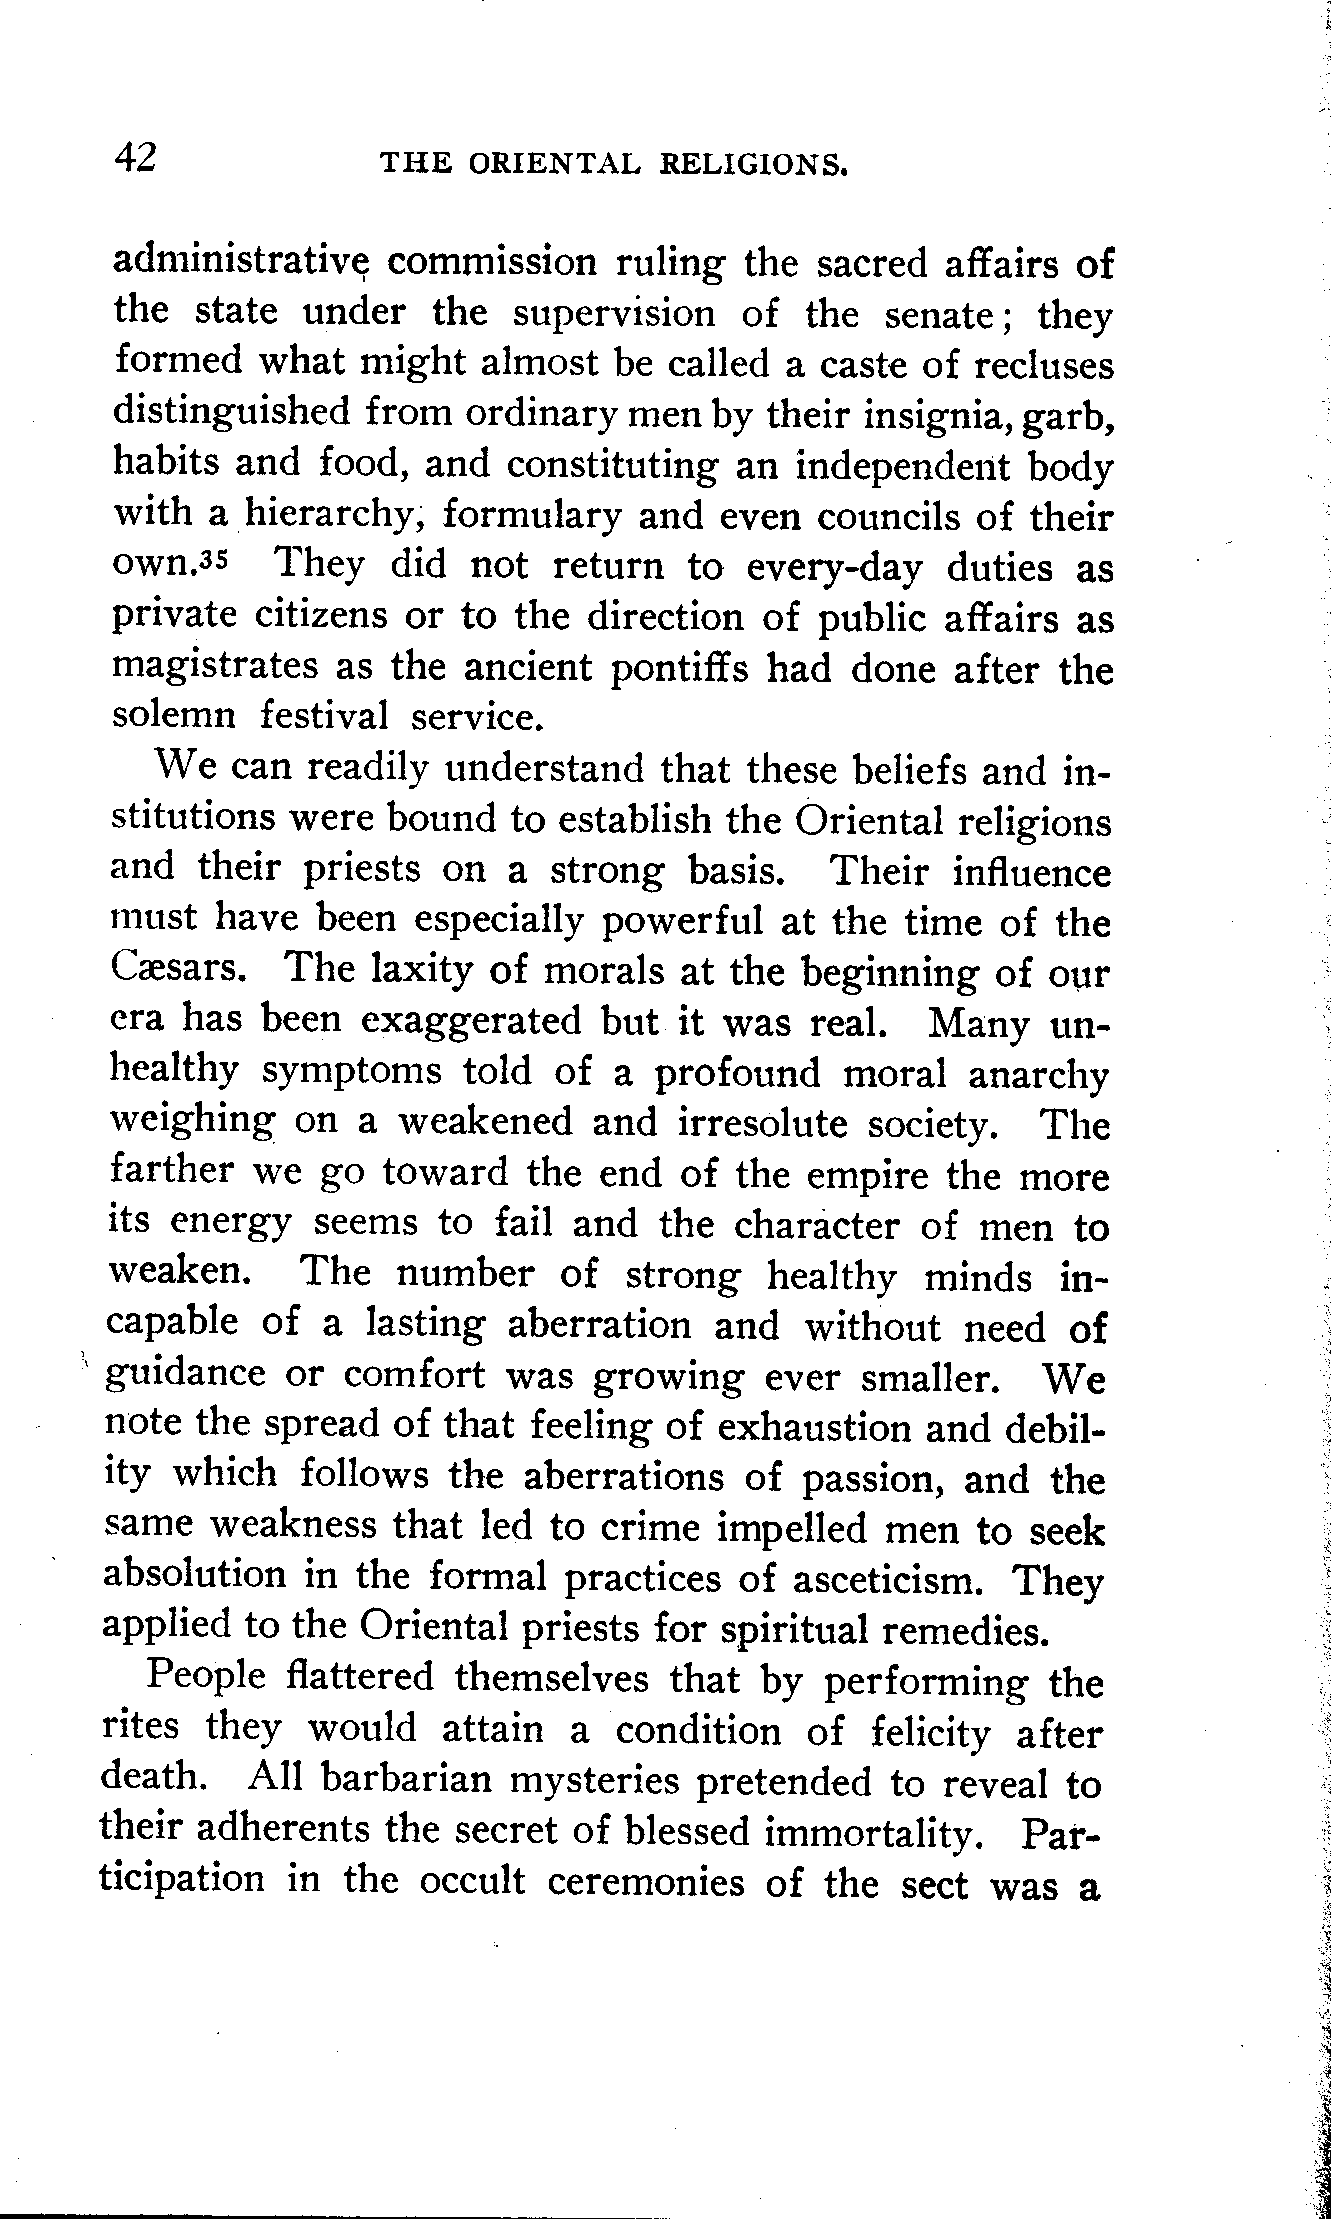 42 THE ORIENTAL RELIGIONS.
administrative commission ruling the sacred affairs of
the state under the supervision of the senate; they
formed what might almost be called a caste of recluses
distinguished from ordinary men by their insignia, garb,
habits and food, and constituting an independent body
with a hierarchy, formulary and even councils of their
own.35 They did not return to every-day duties as
private citizens or to the direction of public affairs as
magistrates as the ancient pontiffs had done after the
solemn festival service.
We can readily understand that these beliefs and in-
stitutions were bound to establish the Oriental religions
and their priests on a strong basis. Their influence
must have been especially powerful at the time of the
Cæsars. The laxity of morals at the beginning of our
era has been exaggerated but it was real. Many un-
healthy symptoms told of a profound moral anarchy
weighing on a weakened and irresolute society. The
farther we go toward the end of the empire the more
its energy seems to fail and the character of men to
weaken. The number of strong healthy minds in-
capable of a lasting aberration and without need of
guidance or comfort was growing ever smaller. We
note the spread of that feeling of exhaustion and debil-
ity which follows the aberrations of passion, and the
same weakness that led to crime impelled men to seek
absolution in the formal practices of asceticism. They
applied to the Oriental priests for spiritual remedies.
People flattered themselves that by performing the
rites they would attain a condition of felicity after
death. All barbarian mysteries pretended to reveal to
their adherents the secret of blessed immortality. Par-
ticipation in the occult ceremonies of the sect was a